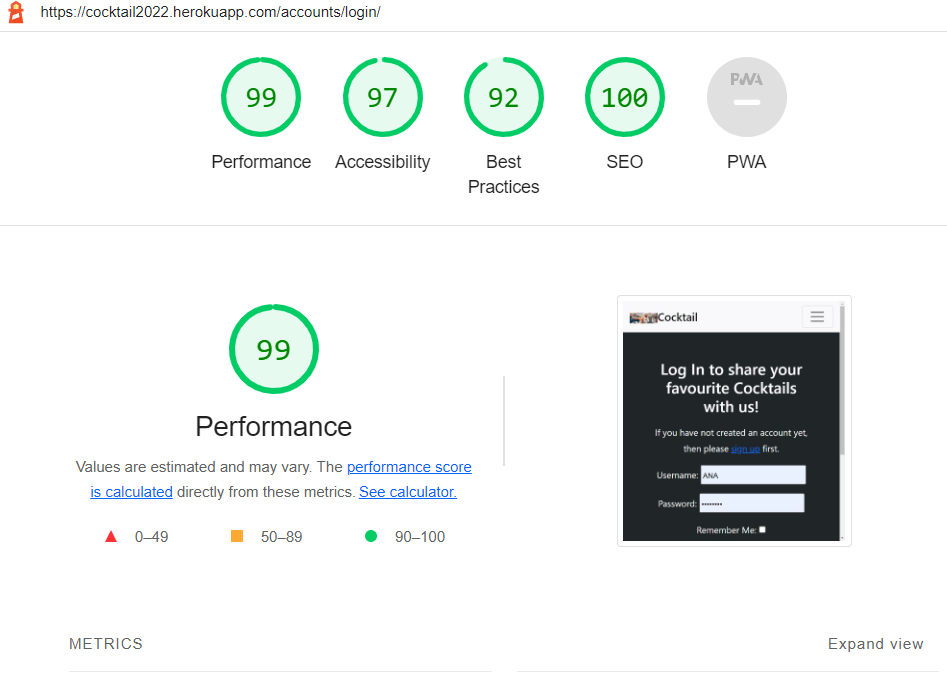 https://cocktail2022.herokuapp.com/accounts/login/
99
97
92
100
PWA
Performance
Accessibility
Best
Practices
SEO
PWA
99
Performance
Values are estimated and may vary. The performance score
is calculated directly from these metrics. See calculator.
0–49
50–89
90–100
Cocktail
Log In to share your
favourite Cocktails
with us!
If you have not created an account yet,
then please sign up first.
Username: ANA
Password: ••••••••
Remember Me:
METRICS
Expand view